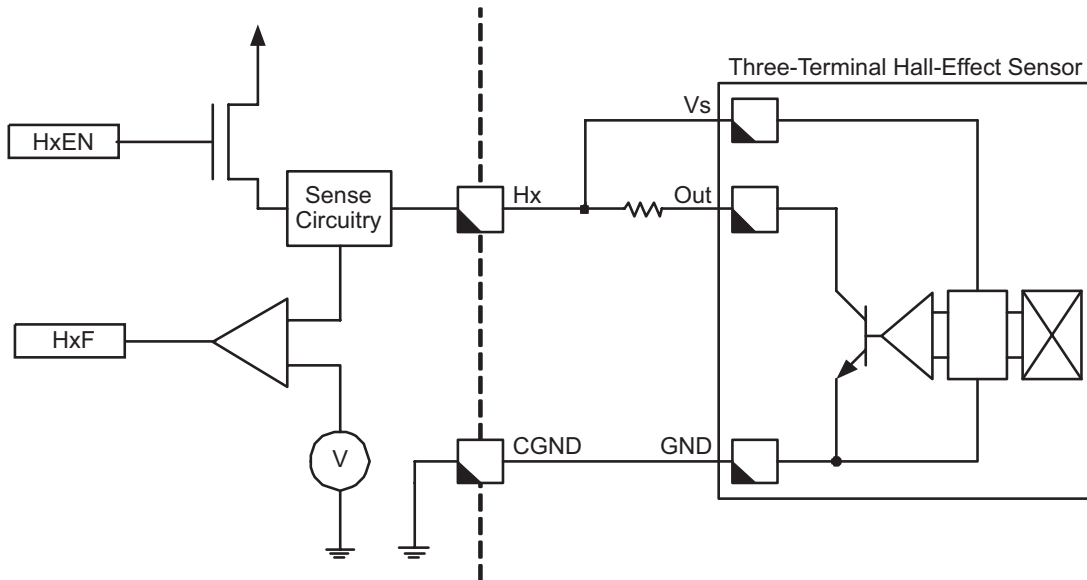 Three-Terminal Hall-Effect Sensor
Vs
HxEN
Sense
Circuitry
Hx
Out
HxF
CGND
GND
V